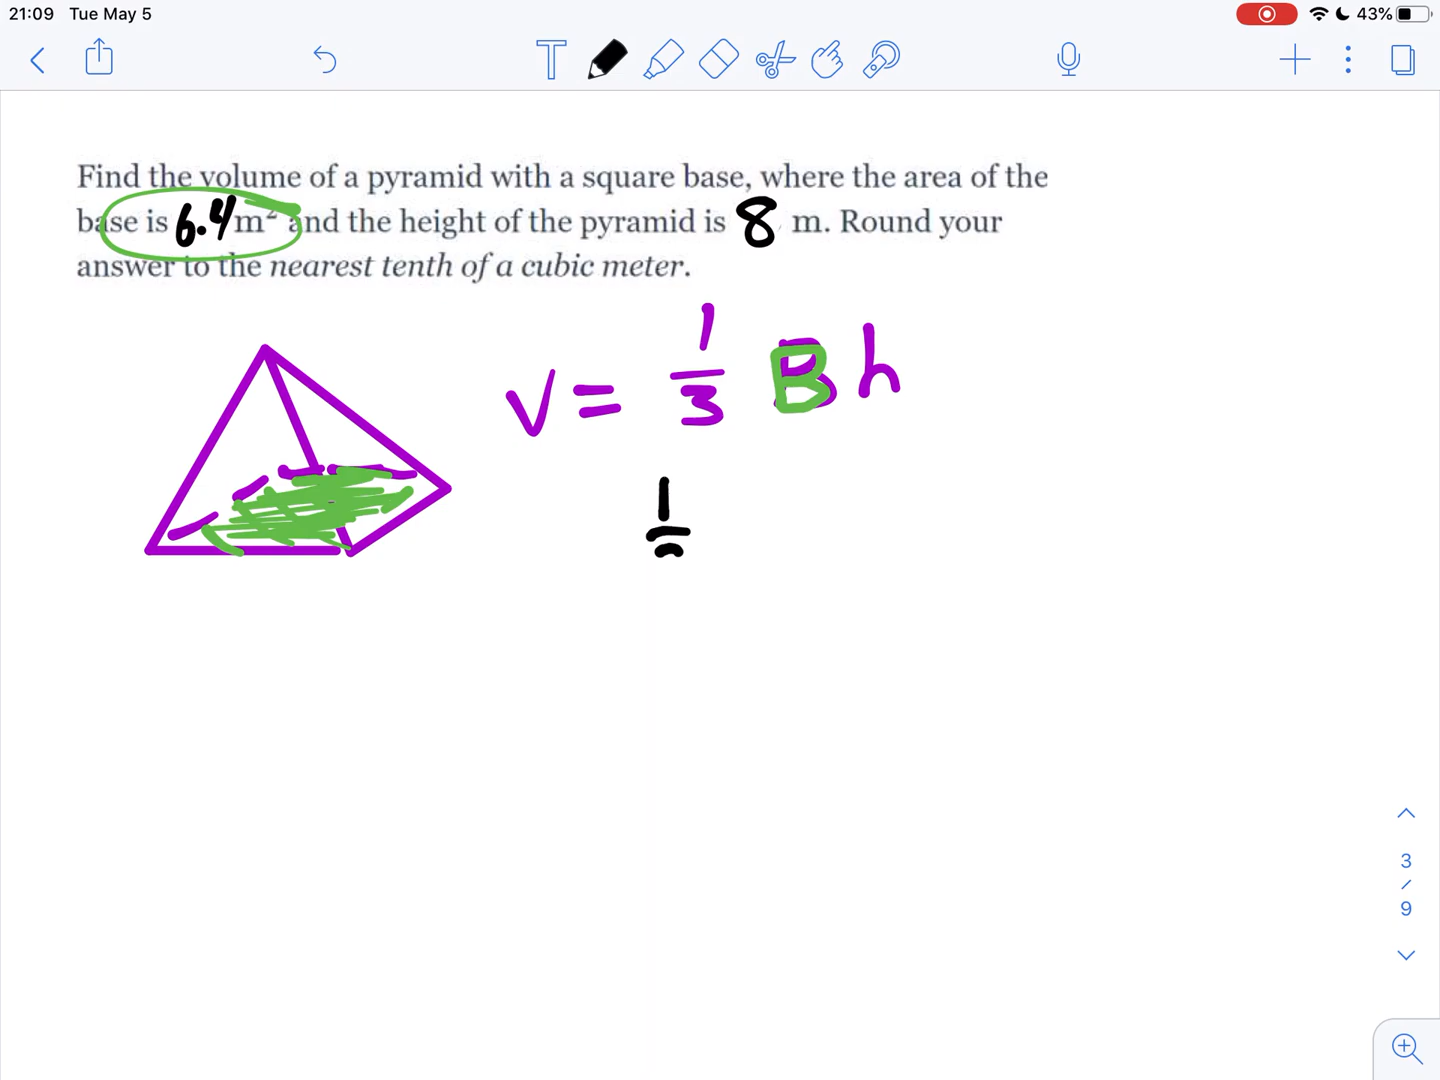 21:09 Tue May 5
43%
T
Find the volume of a pyramid with a square base, where the area of the
base is 6.4 m² and the height of the pyramid is 8 m. Round your
answer to the nearest tenth of a cubic meter.
V = 1/3 B h
1
3
/
9